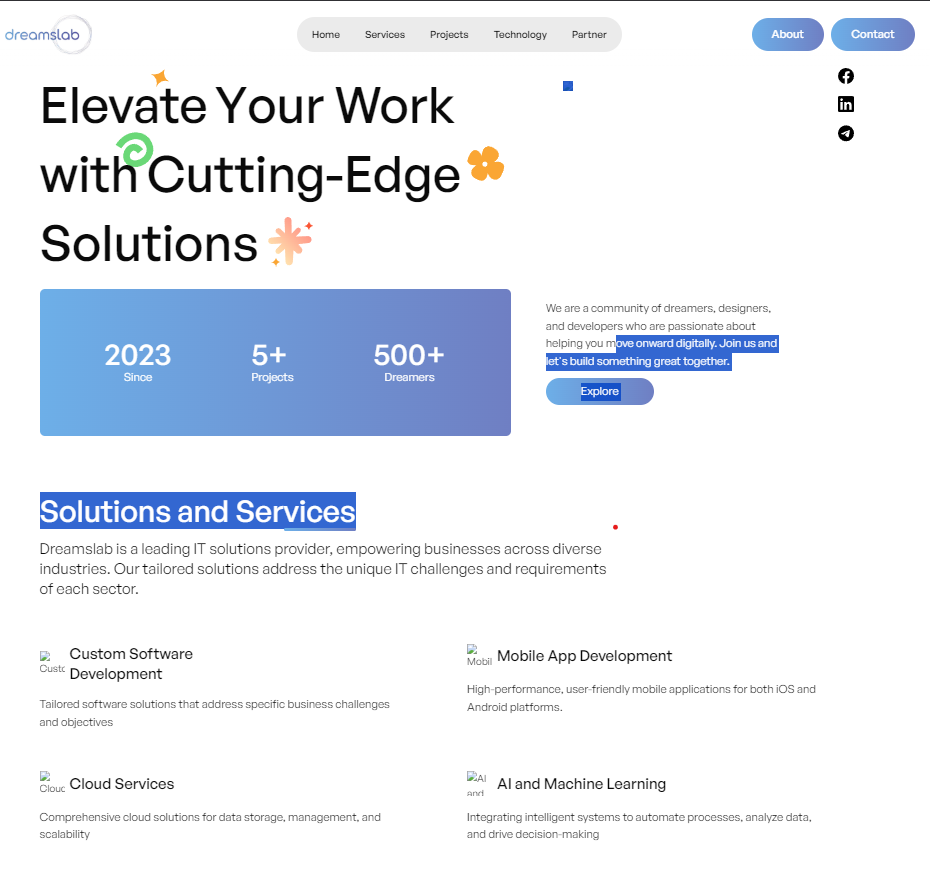 dreamslab
Home Services Projects Technology Partner
About Contact
Elevate Your Work
with Cutting-Edge
Solutions
2023 5+ 500+
Since Projects Dreamers
We are a community of dreamers, designers,
and developers who are passionate about
helping you move onward digitally. Join us and
let's build something great together.
Explore
Solutions and Services
Dreamslab is a leading IT solutions provider, empowering businesses across diverse
industries. Our tailored solutions address the unique IT challenges and requirements
of each sector.
Custom Software
Development
Tailored software solutions that address specific business challenges
and objectives
Mobil
Mobile App Development
High-performance, user-friendly mobile applications for both iOS and
Android platforms.
Cloud
Cloud Services
Comprehensive cloud solutions for data storage, management, and
scalability
AI
and
AI and Machine Learning
Integrating intelligent systems to automate processes, analyze data,
and drive decision-making